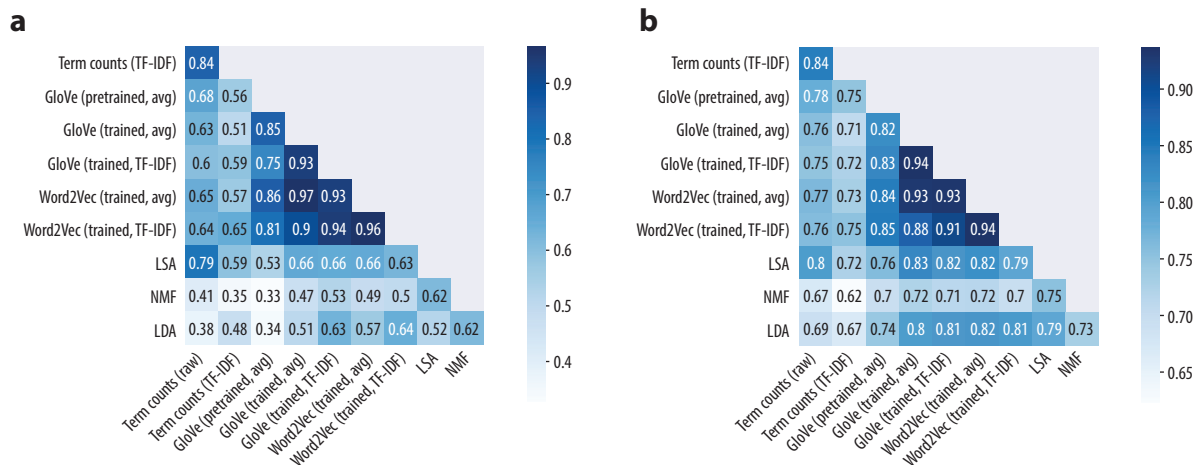 a
Term counts (TF-IDF) 0.84
GloVe (pretrained, avg) 0.68 0.56
GloVe (trained, avg) 0.63 0.51 0.85
GloVe (trained, TF-IDF) 0.6 0.59 0.75 0.93
Word2Vec (trained, avg) 0.65 0.57 0.86 0.97 0.93
Word2Vec (trained, TF-IDF) 0.64 0.65 0.81 0.9 0.94 0.96
LSA 0.79 0.59 0.53 0.66 0.66 0.66 0.63
NMF 0.41 0.35 0.33 0.47 0.53 0.49 0.5 0.62
LDA 0.38 0.48 0.34 0.51 0.63 0.57 0.64 0.52 0.62
Term counts (raw)
Term counts (TF-IDF)
GloVe (pretrained, avg)
GloVe (trained, avg)
GloVe (trained, TF-IDF)
Word2Vec (trained, avg)
Word2Vec (trained, TF-IDF)
LSA
NMF
0.9
0.8
0.7
0.6
0.5
0.4
b
Term counts (TF-IDF) 0.84
GloVe (pretrained, avg) 0.78 0.75
GloVe (trained, avg) 0.76 0.71 0.82
GloVe (trained, TF-IDF) 0.75 0.72 0.83 0.94
Word2Vec (trained, avg) 0.77 0.73 0.84 0.93 0.93
Word2Vec (trained, TF-IDF) 0.76 0.75 0.85 0.88 0.91 0.94
LSA 0.8 0.72 0.76 0.83 0.82 0.82 0.79
NMF 0.67 0.62 0.7 0.72 0.71 0.72 0.7 0.75
LDA 0.69 0.67 0.74 0.8 0.81 0.82 0.81 0.79 0.73
Term counts (raw)
Term counts (TF-IDF)
GloVe (pretrained, avg)
GloVe (trained, avg)
GloVe (trained, TF-IDF)
Word2Vec (trained, avg)
Word2Vec (trained, TF-IDF)
LSA
NMF
0.90
0.85
0.80
0.75
0.70
0.65